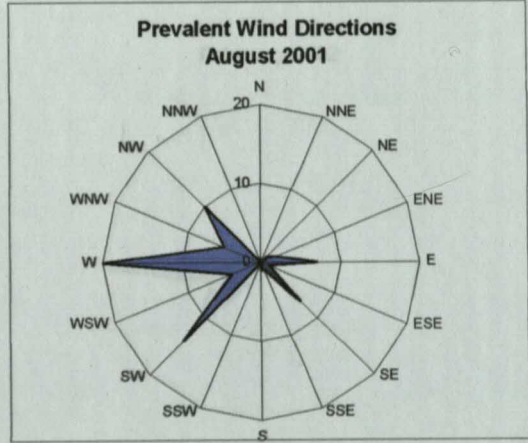 Prevalent Wind Directions
August 2001
N
NNE
NE
ENE
E
ESE
SE
SSE
S
SSW
SW
WSW
W
WNW
NW
NNW
20
10
0